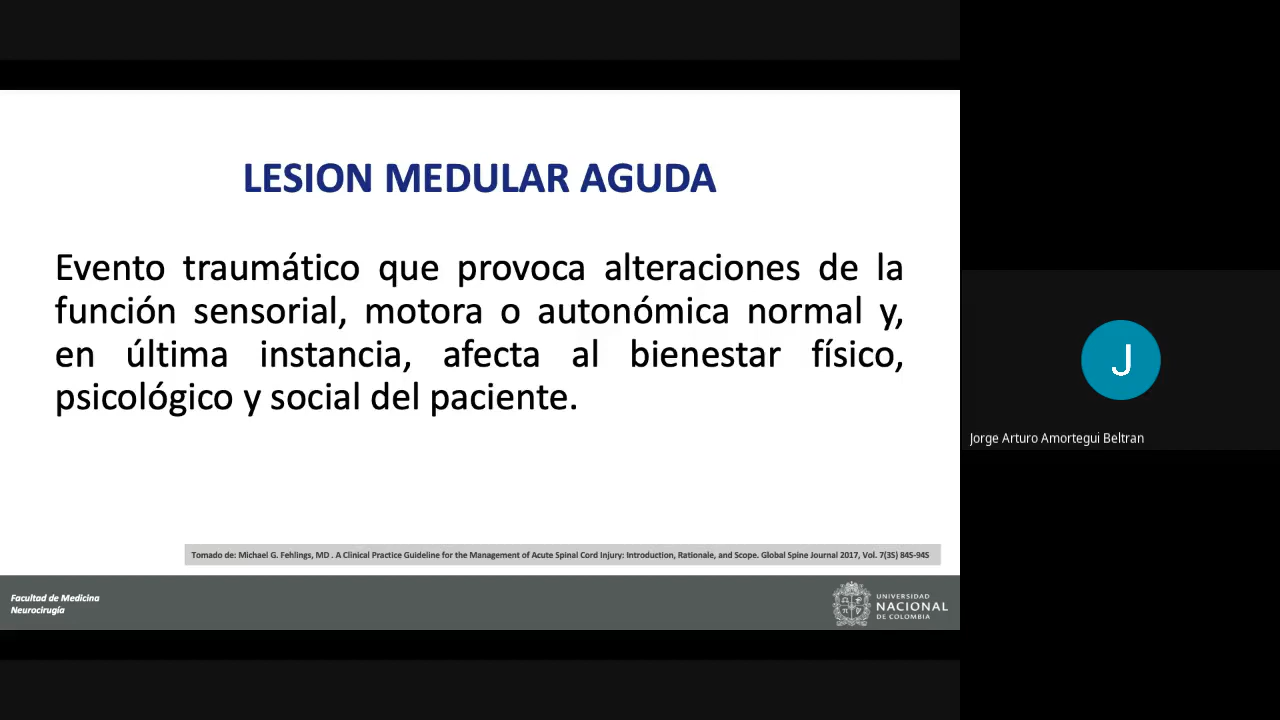 LESION MEDULAR AGUDA
Evento traumático que provoca alteraciones de la
función sensorial, motora o autonómica normal y,
en última instancia, afecta al bienestar físico,
psicológico y social del paciente.
Tomado de: Michael G. Fehlings, MD . A Clinical Practice Guideline for the Management of Acute Spinal Cord Injury: Introduction, Rationale, and Scope. Global Spine Journal 2017, Vol. 7(3S) 84S-94S
Facultad de Medicina
Neurocirugía
UNIVERSIDAD
NACIONAL
DE COLOMBIA
J
Jorge Arturo Amortegui Beltran